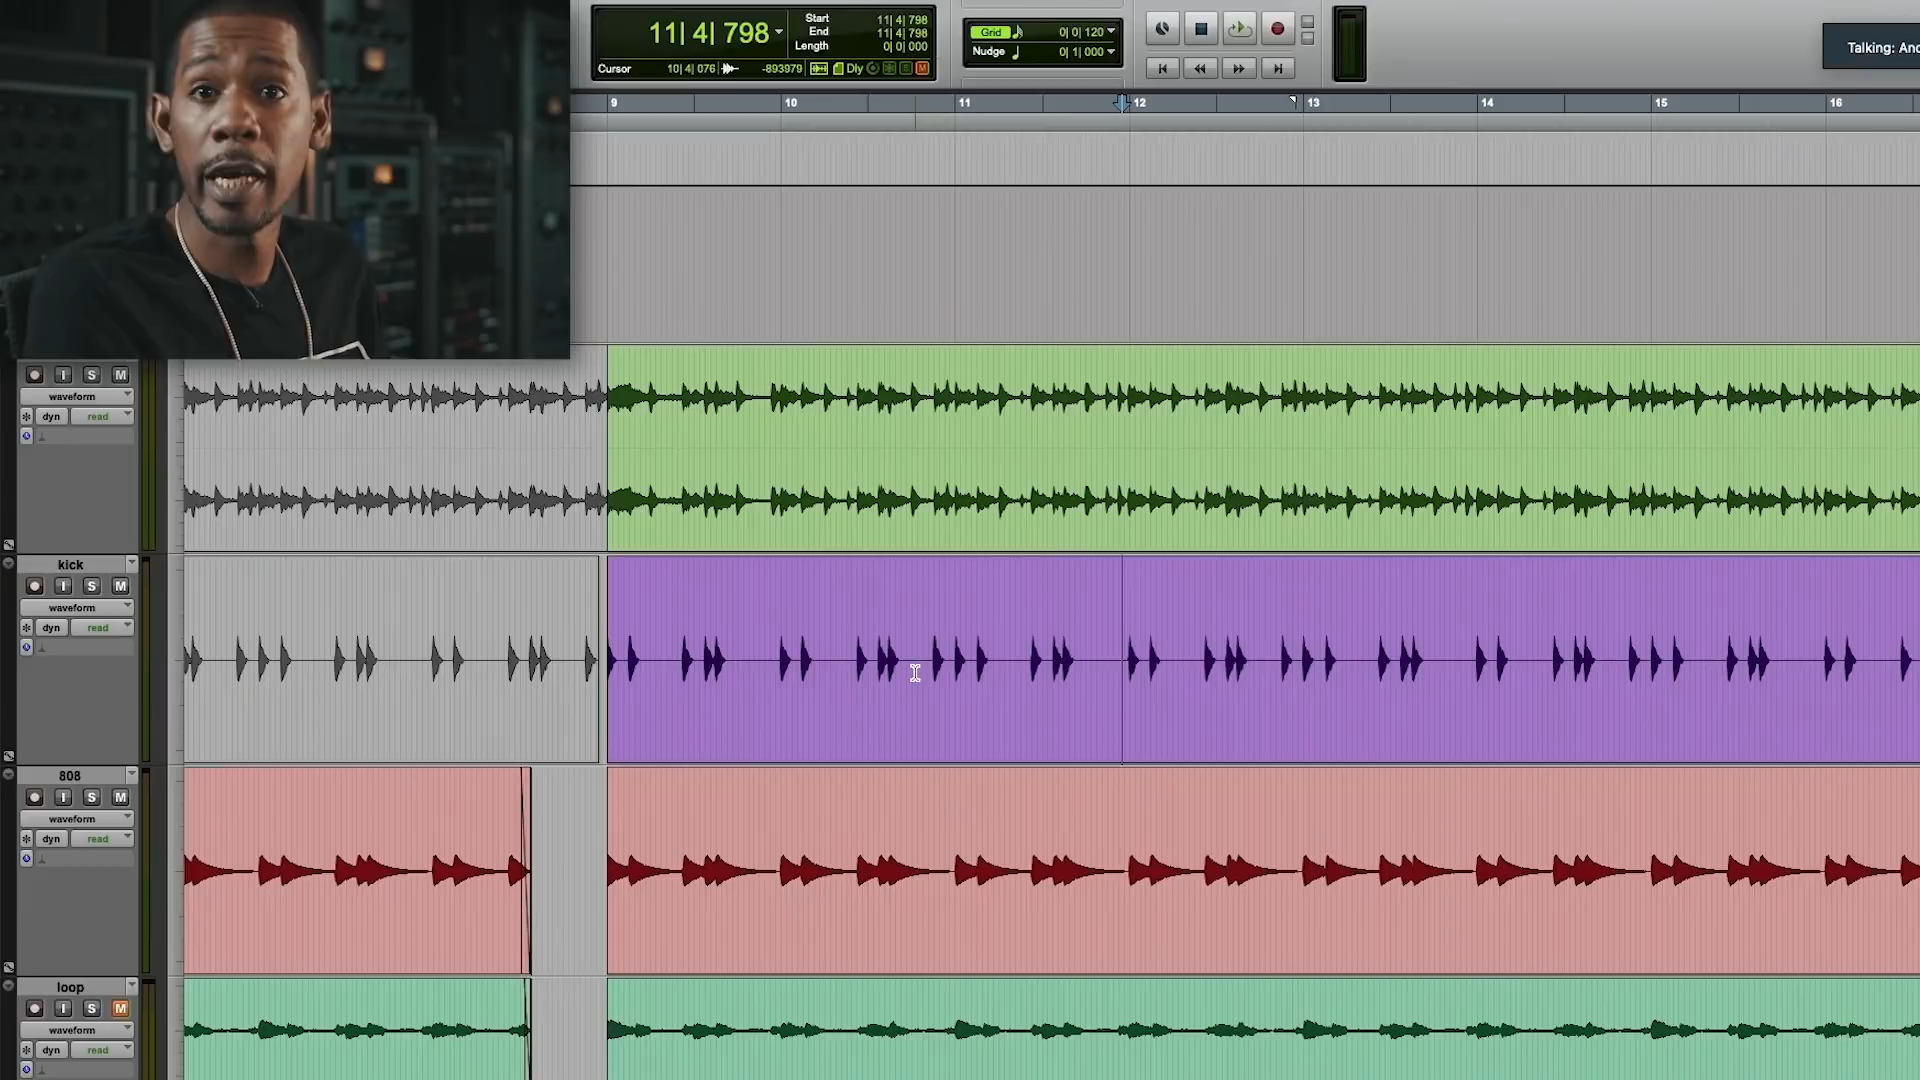 11| 4| 798
Start 11| 4| 798
End 11| 4| 798
Length 0| 0| 000
Cursor 10| 4| 076 -893979 Dly S M
Grid 0| 0| 120
Nudge 0| 1| 000
Talking: And
9 10 11 12 13 14 15 16
I S M
waveform
dyn read
kick
I S M
waveform
dyn read
808
I S M
waveform
dyn read
loop
I S M
waveform
dyn read